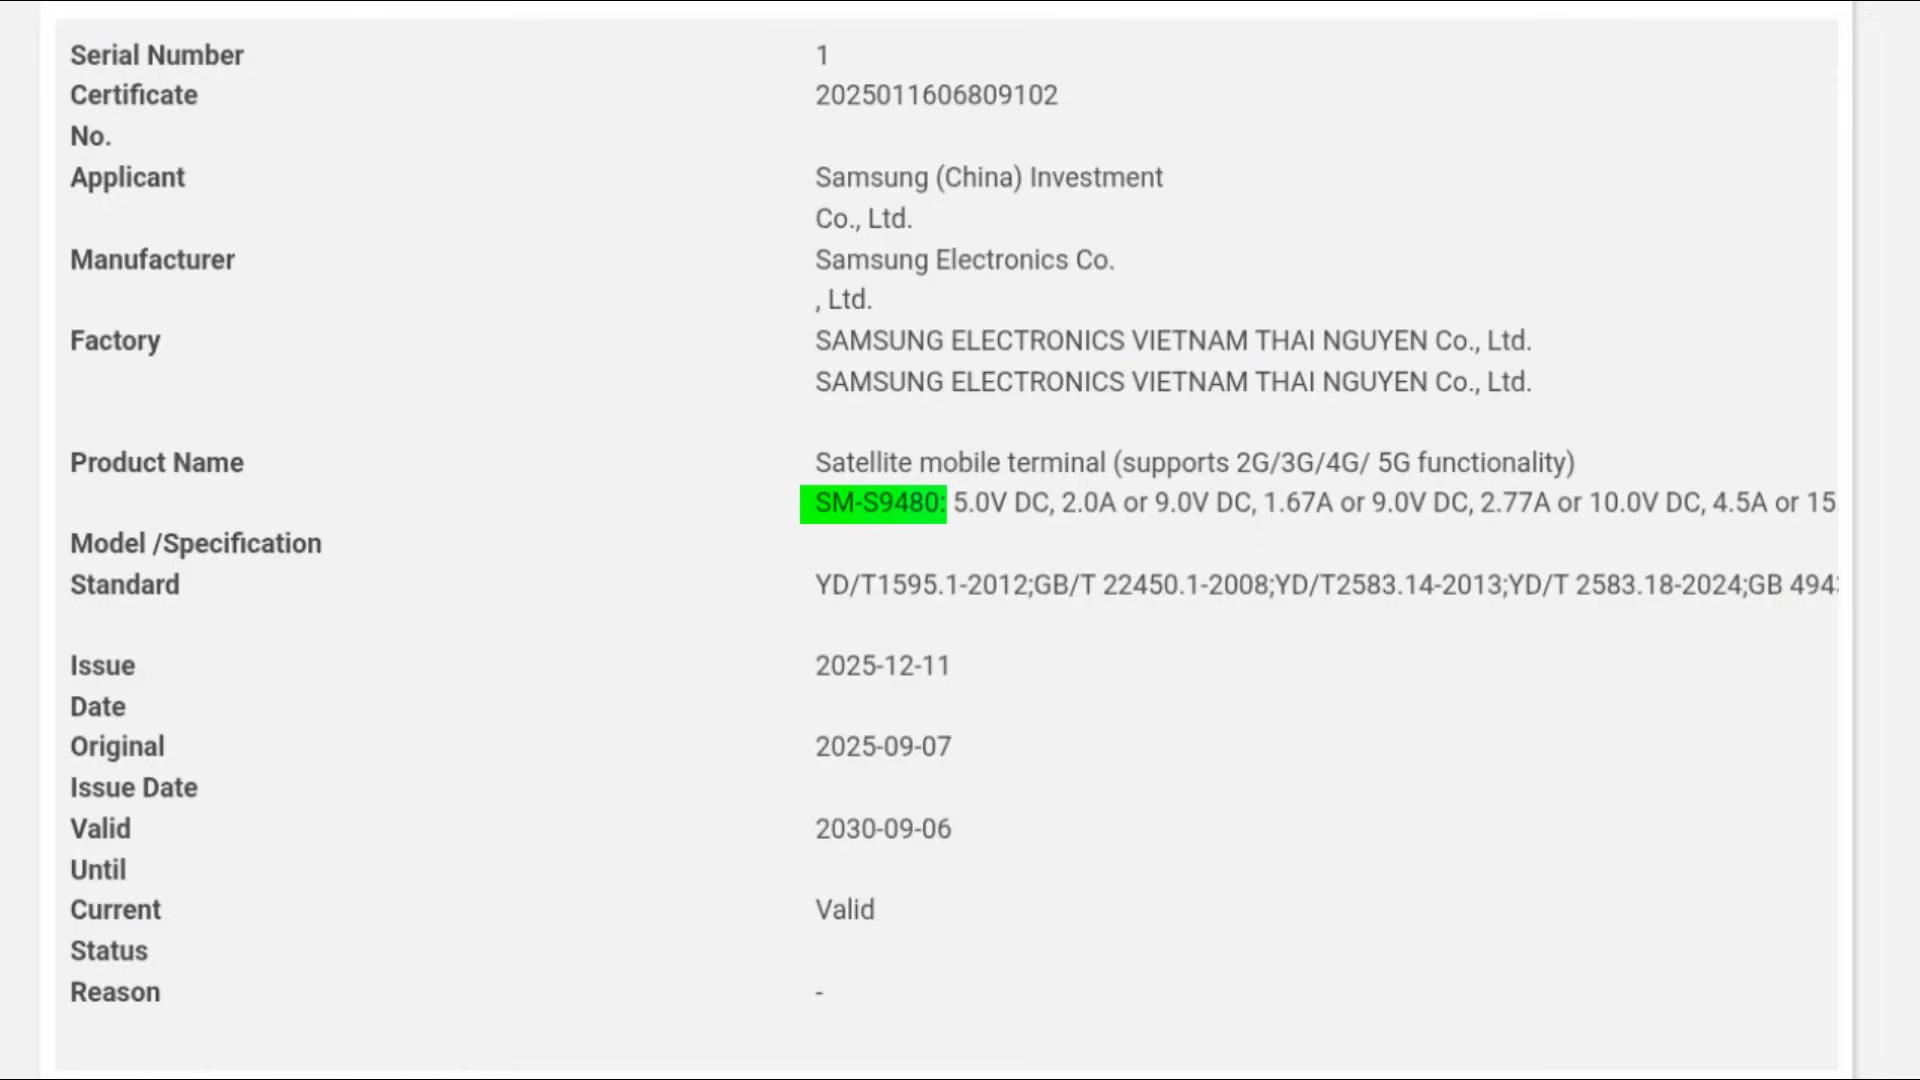 Serial Number 1
Certificate 2025011606809102
No.
Applicant Samsung (China) Investment
Co., Ltd.
Manufacturer Samsung Electronics Co.
, Ltd.
Factory SAMSUNG ELECTRONICS VIETNAM THAI NGUYEN Co., Ltd.
SAMSUNG ELECTRONICS VIETNAM THAI NGUYEN Co., Ltd.
Product Name Satellite mobile terminal (supports 2G/3G/4G/ 5G functionality)
SM-S9480: 5.0V DC, 2.0A or 9.0V DC, 1.67A or 9.0V DC, 2.77A or 10.0V DC, 4.5A or 15
Model /Specification
Standard YD/T1595.1-2012;GB/T 22450.1-2008;YD/T2583.14-2013;YD/T 2583.18-2024;GB 494
Issue 2025-12-11
Date
Original 2025-09-07
Issue Date
Valid 2030-09-06
Until
Current Valid
Status
Reason -